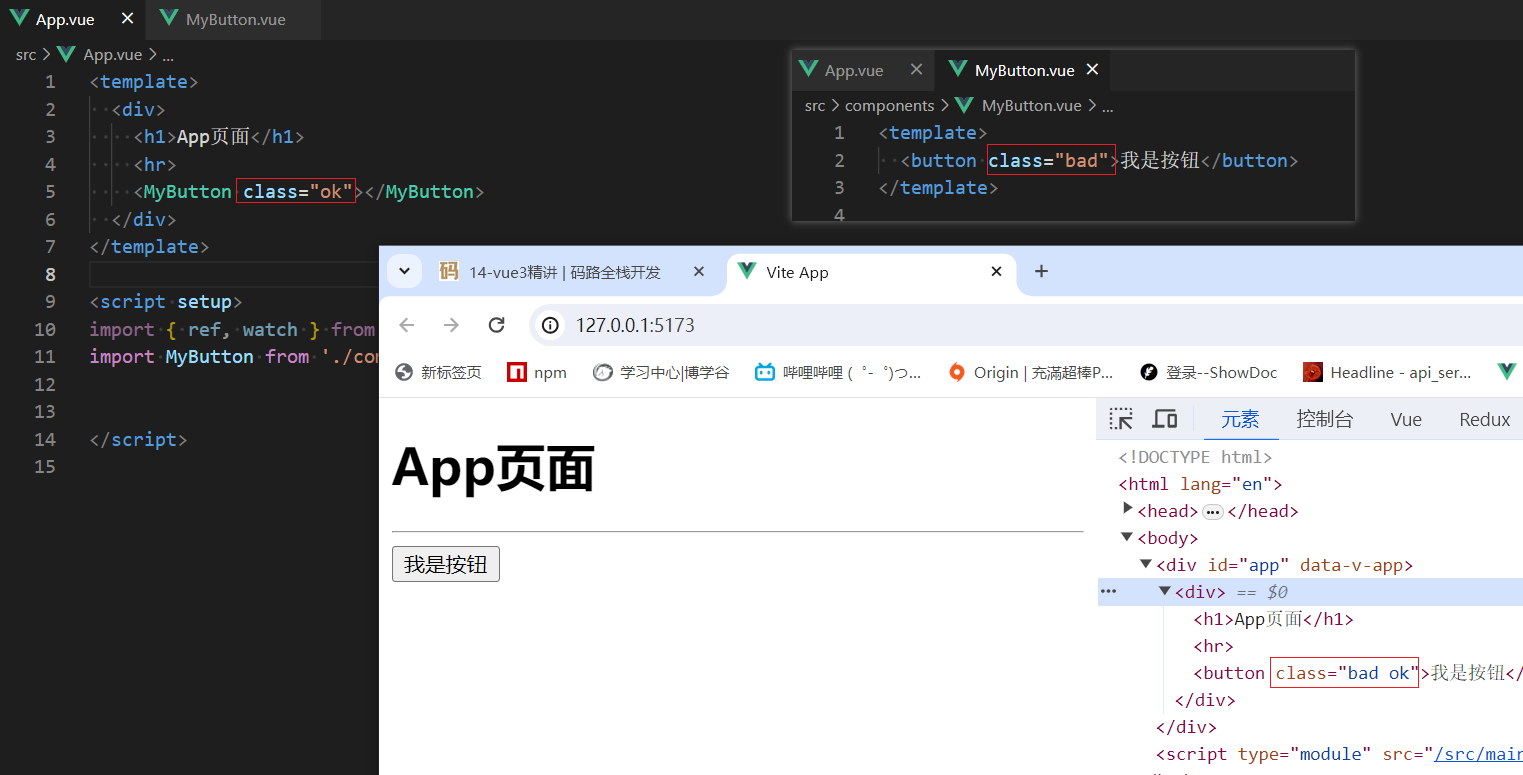 App.vue
MyButton.vue
src > App.vue > ...
1 <template>
2 <div>
3 <h1>App页面</h1>
4 <hr>
5 <MyButton class="ok"></MyButton>
6 </div>
7 </template>
8
9 <script setup>
10 import { ref, watch } from
11 import MyButton from './con
12
13
14 </script>
15
App.vue
MyButton.vue
src > components > MyButton.vue > ...
1 <template>
2 <button class="bad">我是按钮</button>
3 </template>
4
码 14-vue3精讲 | 码路全栈开发
Vite App
127.0.0.1:5173
新标签页
npm
学习中心|博学谷
哔哩哔哩 (゜-゜)つ...
Origin | 充滿超棒P...
登录--ShowDoc
Headline - api_ser...
App页面
我是按钮
元素 控制台 Vue Redux
<!DOCTYPE html>
<html lang="en">
<head> ... </head>
<body>
<div id="app" data-v-app>
... <div> == $0
<h1>App页面</h1>
<hr>
<button class="bad ok">我是按钮</
</div>
</div>
<script type="module" src="/src/main